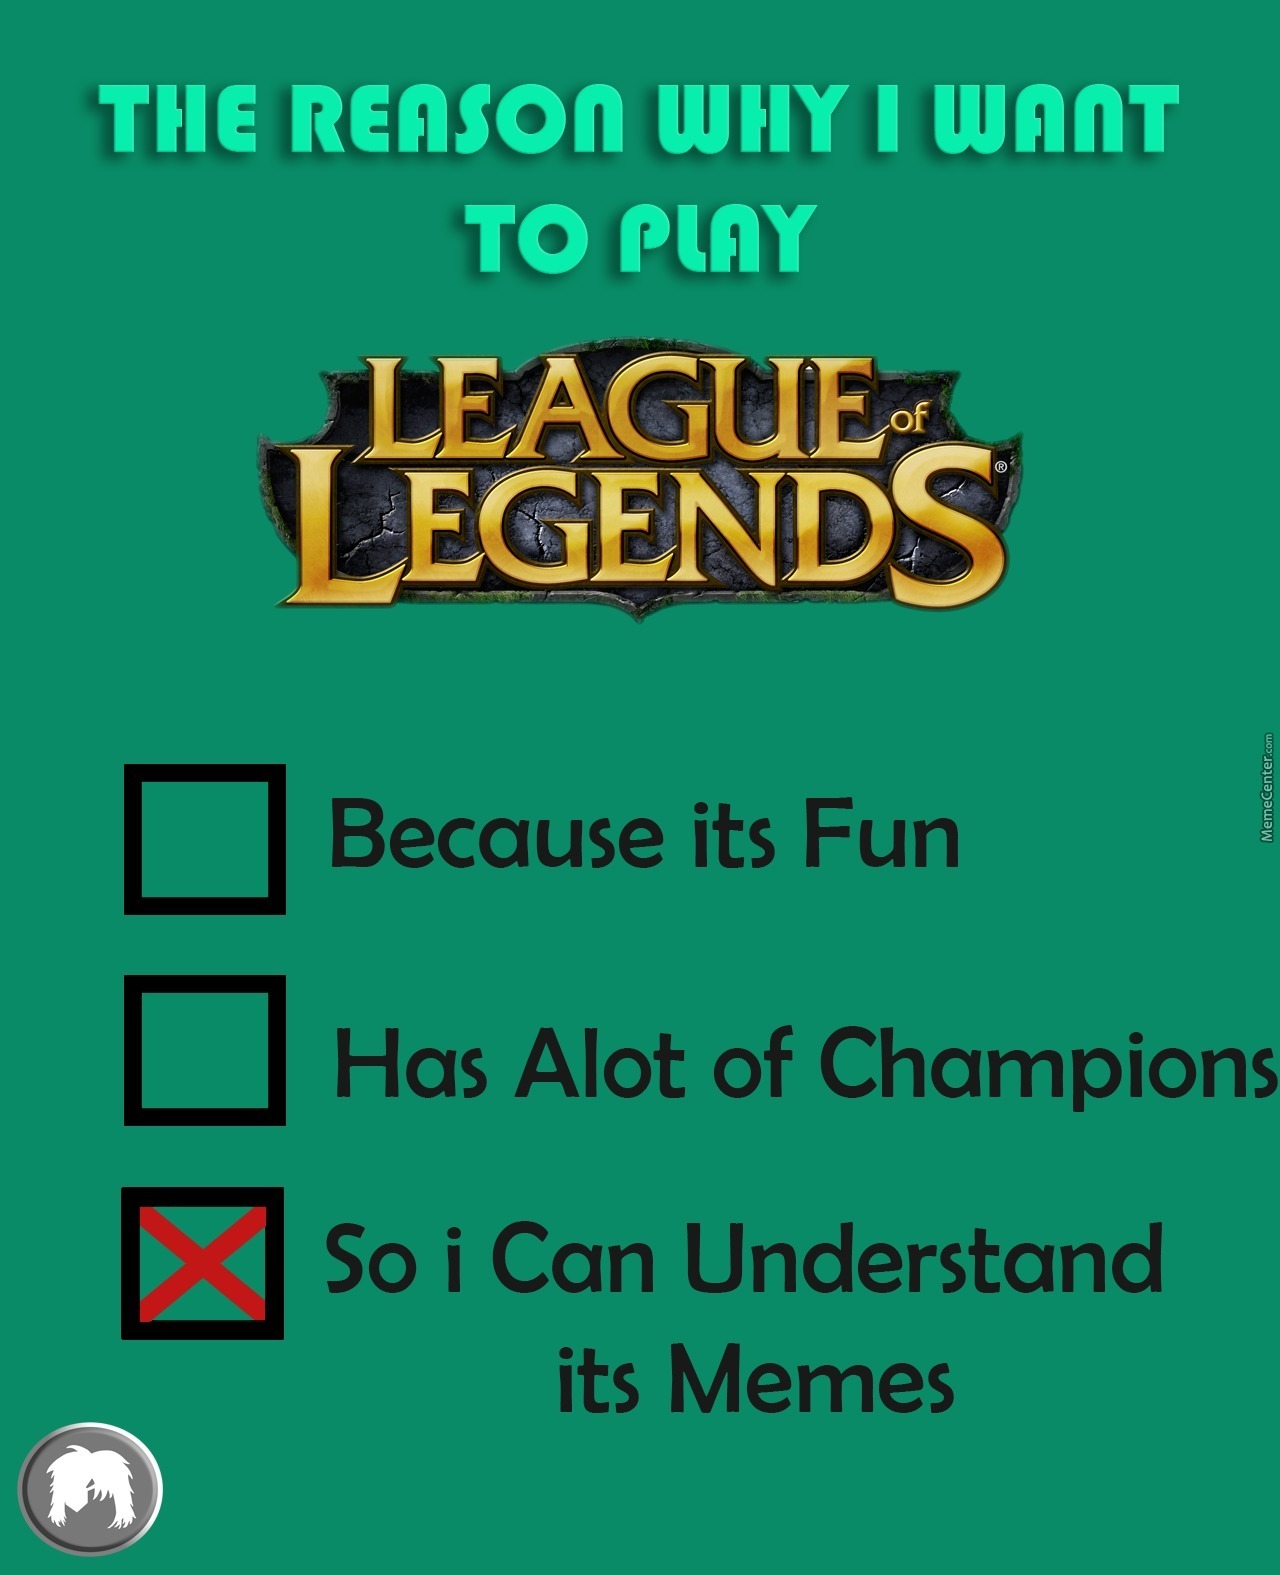 THE REASON WHY I WANT
TO PLAY
LEAGUE of
LEGENDS®
Because its Fun
MemeCenter.com
Has Alot of Champions
So i Can Understand
its Memes